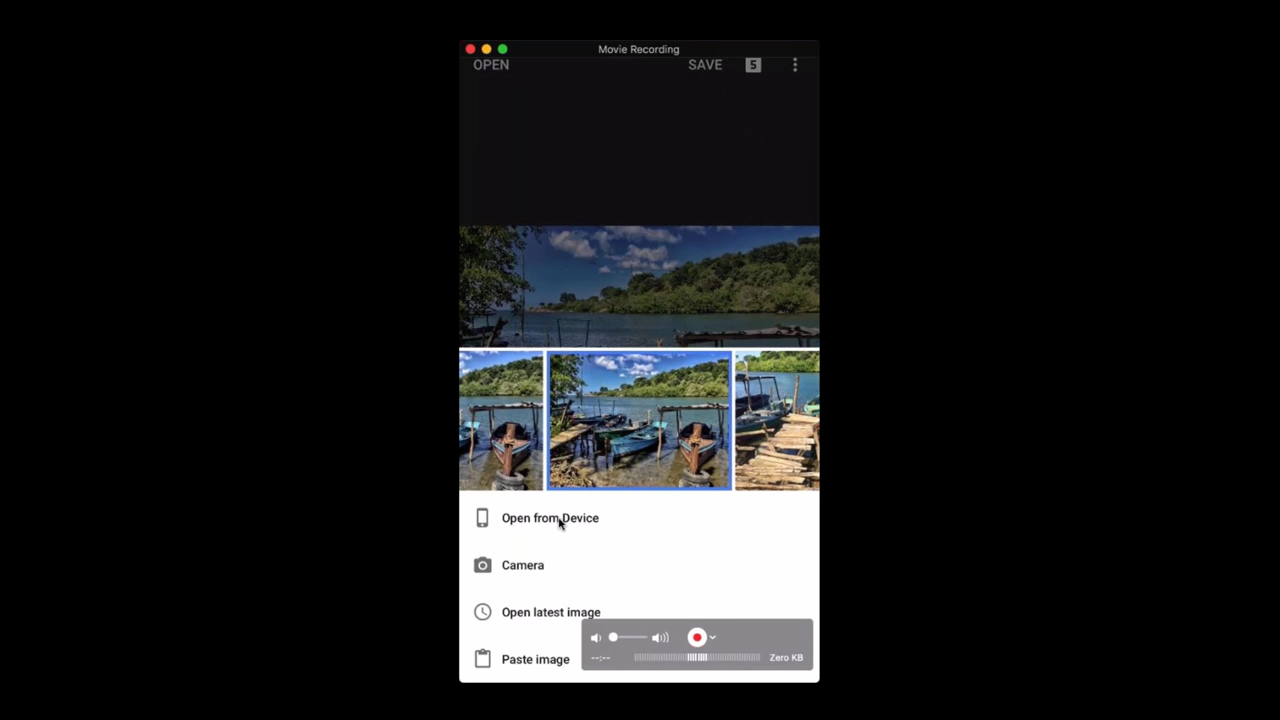 Movie Recording
OPEN SAVE 5
Open from Device
Camera
Open latest image
Paste image
--:-- Zero KB